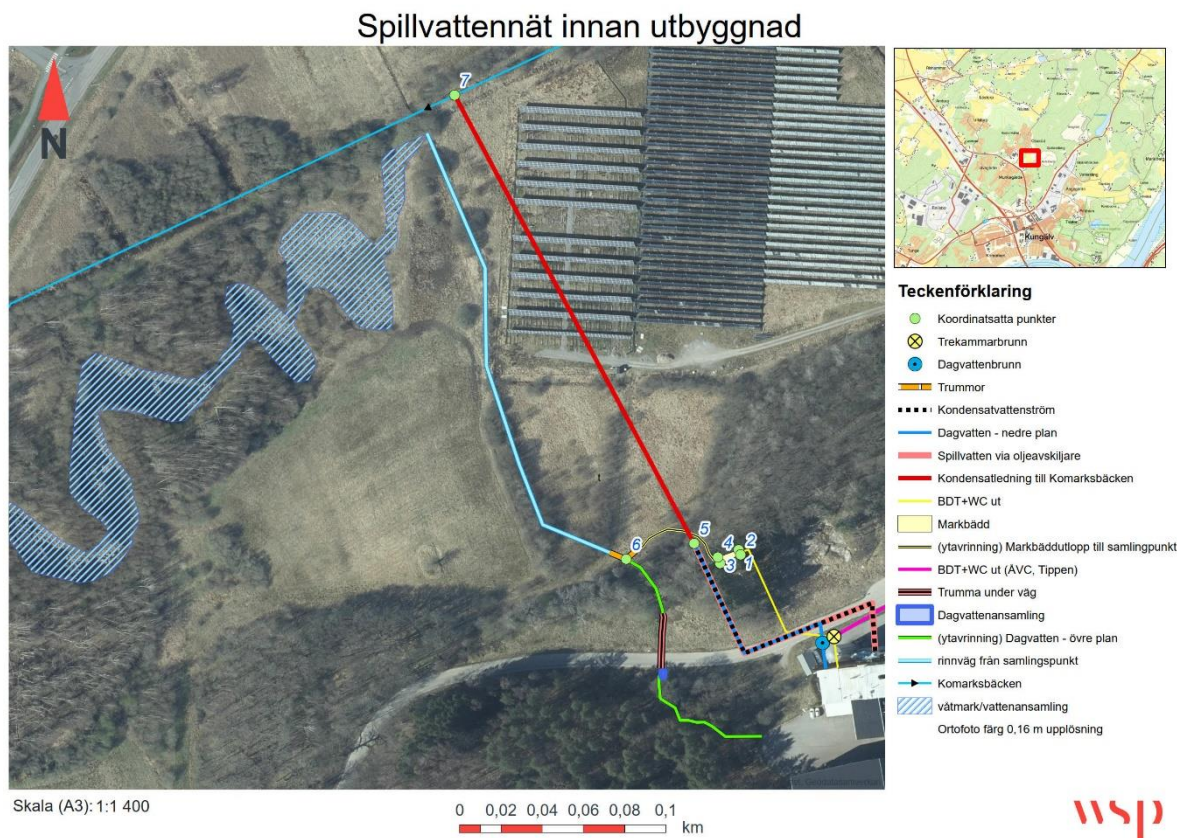 Spillvattennät innan utbyggnad
N
7
6
5
4
2
3
1
Kungälv
Teckenförklaring
Koordinatsatta punkter
Trekammarbrunn
Dagvattenbrunn
Trummor
Kondensatvattenström
Dagvatten - nedre plan
Spillvatten via oljeavskiljare
Kondensatledning till Komarksbäcken
BDT+WC ut
Markbädd
(ytavrinning) Markbäddutlopp till samlingpunkt
BDT+WC ut (ÅVC, Tippen)
Trumma under väg
Dagvattenansamling
(ytavrinning) Dagvatten - övre plan
rinnväg från samlingspunkt
Komarksbäcken
våtmark/vattenansamling
Ortofoto färg 0,16 m upplösning
Skala (A3): 1:1 400
0 0,02 0,04 0,06 0,08 0,1
km
wsp